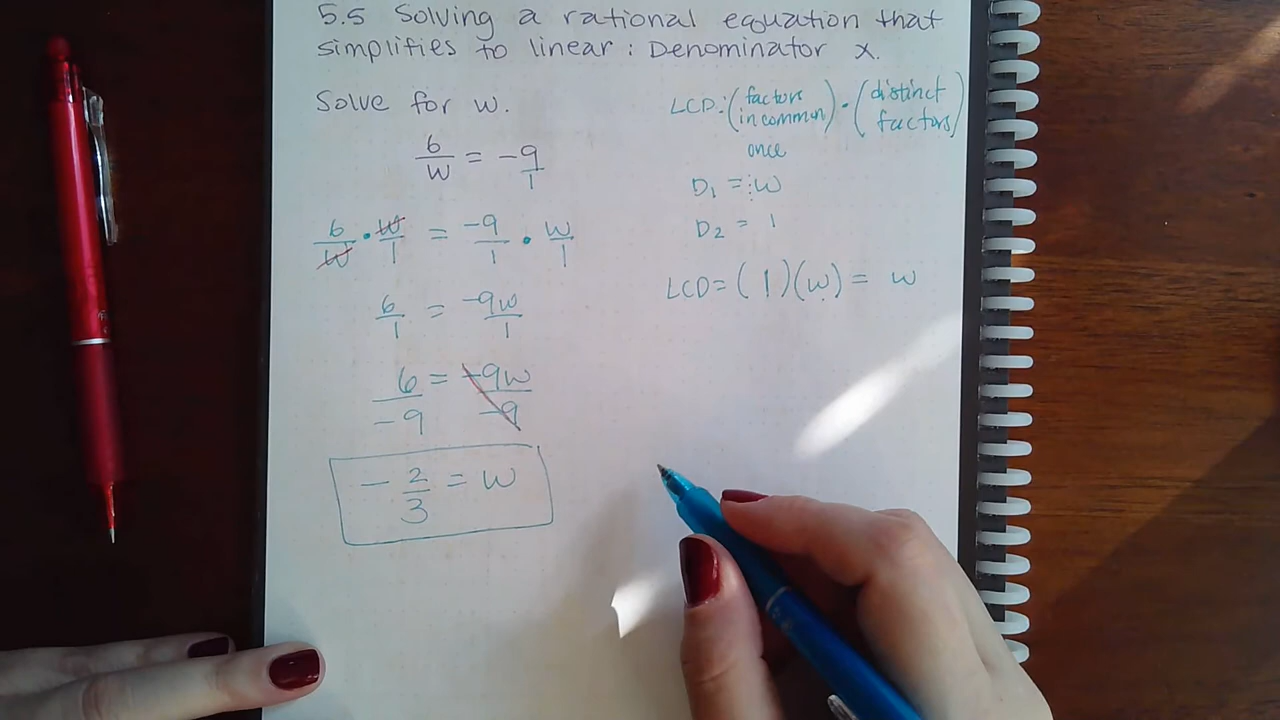 5.5 Solving a rational equation that
simplifies to linear: Denominator x.
Solve for w.
6/w = -9/1
6/w • w/1 = -9/1 • w/1
6/1 = -9w/1
6/-9 = -9w/-9
-2/3 = w
LCD: (factors in common) • (distinct factors)
once
D1 = w
D2 = 1
LCD = (1)(w) = w